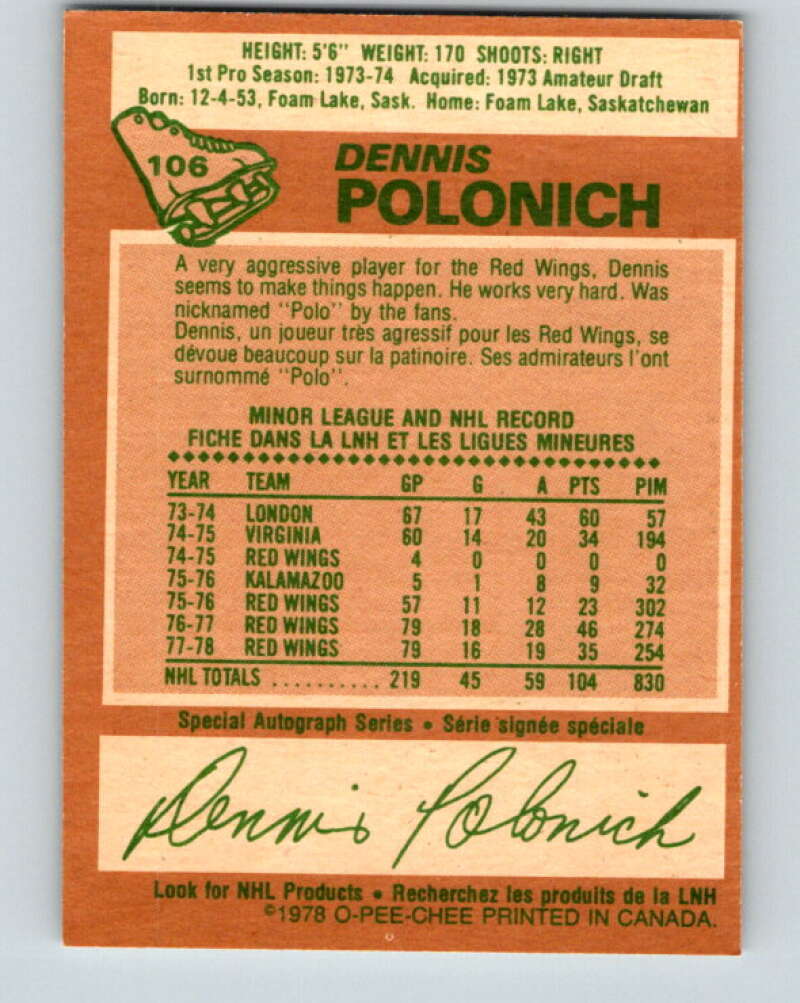 HEIGHT: 5'6" WEIGHT: 170 SHOOTS: RIGHT
1st Pro Season: 1973-74 Acquired: 1973 Amateur Draft
Born: 12-4-53, Foam Lake, Sask. Home: Foam Lake, Saskatchewan
106
DENNIS
POLONICH
A very aggressive player for the Red Wings, Dennis
seems to make things happen. He works very hard. Was
nicknamed "Polo" by the fans.
Dennis, un joueur très agressif pour les Red Wings, se
dévoue beaucoup sur la patinoire. Ses admirateurs l'ont
surnommé "Polo".
MINOR LEAGUE AND NHL RECORD
FICHE DANS LA LNH ET LES LIGUES MINEURES
YEAR TEAM GP G A PTS PIM
73-74 LONDON 67 17 43 60 57
74-75 VIRGINIA 60 14 20 34 194
74-75 RED WINGS 4 0 0 0 0
75-76 KALAMAZOO 5 1 8 9 32
75-76 RED WINGS 57 11 12 23 302
76-77 RED WINGS 79 18 28 46 274
77-78 RED WINGS 79 16 19 35 254
NHL TOTALS .......... 219 45 59 104 830
Special Autograph Series • Série signée spéciale
Dennis Polonich
Look for NHL Products • Recherchez les produits de la LNH
©1978 O-PEE-CHEE PRINTED IN CANADA.